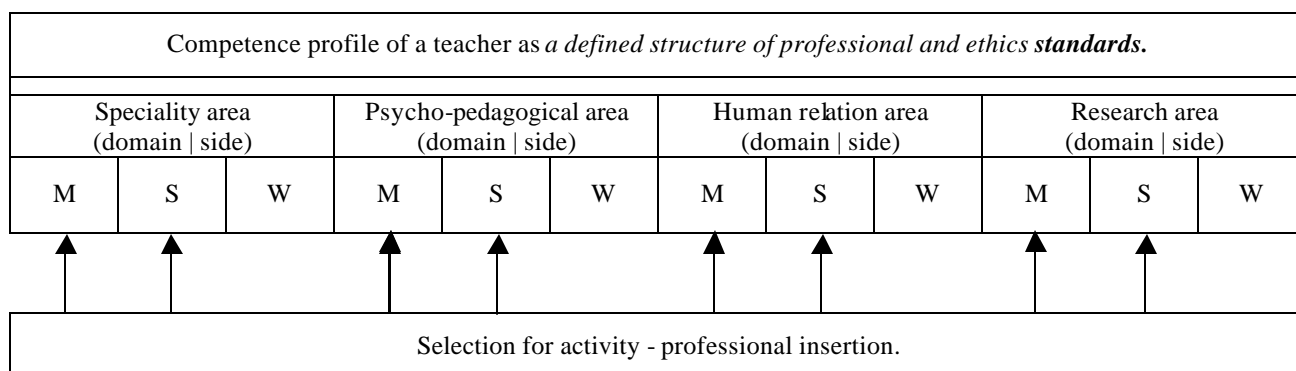 Competence profile of a teacher as a defined structure of professional and ethics standards.
Speciality area Psycho-pedagogical area Human relation area Research area
(domain | side) (domain | side) (domain | side) (domain | side)
M S W M S W M S W M S W
Selection for activity - professional insertion.